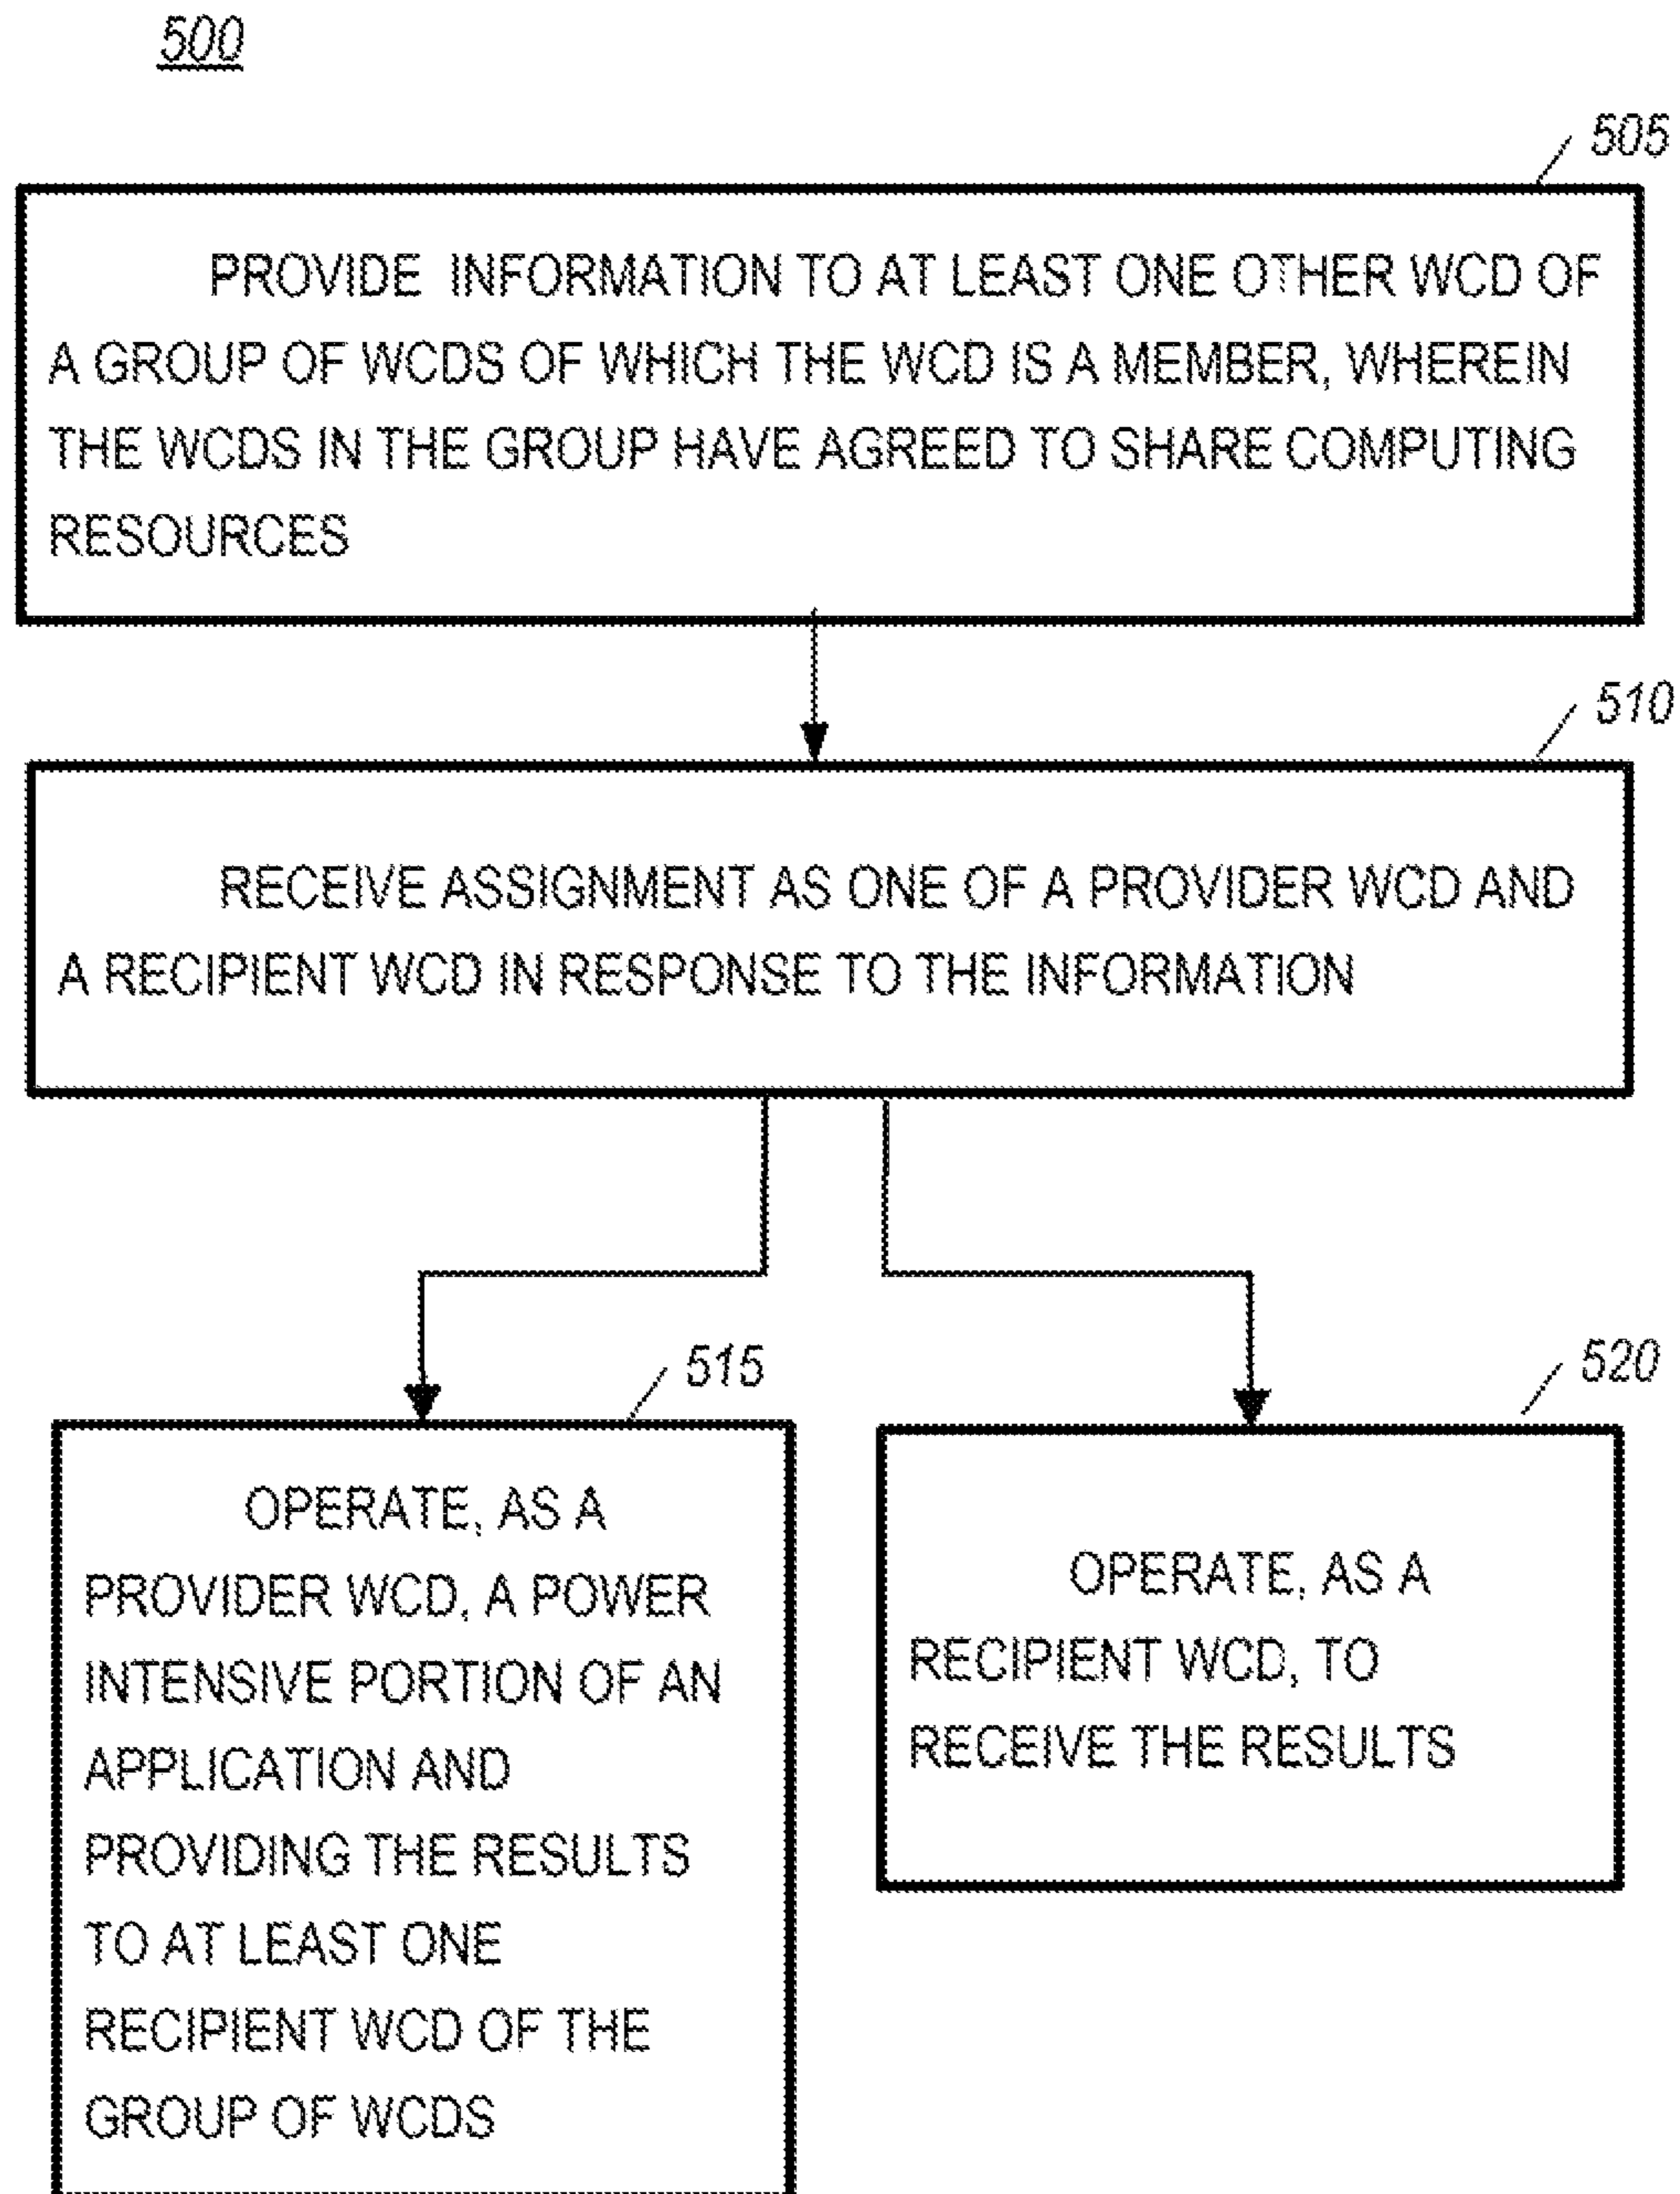 500
505
PROVIDE INFORMATION TO AT LEAST ONE OTHER WCD OF
A GROUP OF WCDS OF WHICH THE WCD IS A MEMBER, WHEREIN
THE WCDS IN THE GROUP HAVE AGREED TO SHARE COMPUTING
RESOURCES
510
RECEIVE ASSIGNMENT AS ONE OF A PROVIDER WCD AND
A RECIPIENT WCD IN RESPONSE TO THE INFORMATION
515
OPERATE, AS A
PROVIDER WCD, A POWER
INTENSIVE PORTION OF AN
APPLICATION AND
PROVIDING THE RESULTS
TO AT LEAST ONE
RECIPIENT WCD OF THE
GROUP OF WCDS
520
OPERATE, AS A
RECIPIENT WCD, TO
RECEIVE THE RESULTS